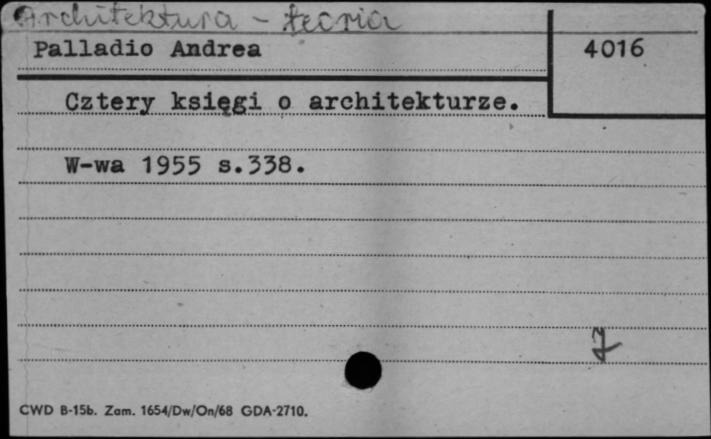 Architektura - teoria
Palladio Andrea
4016
Cztery księgi o architekturze.
W-wa 1955 s.338.
CWD B-15b. Zam. 1654/Dw/On/68 GDA-2710.